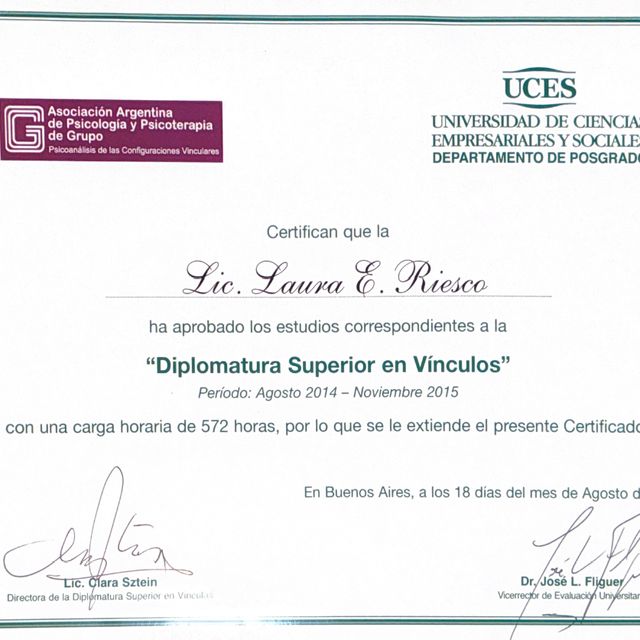 Asociación Argentina
de Psicología y Psicoterapia
de Grupo
Psicoanálisis de las Configuraciones Vinculares
UCES
UNIVERSIDAD DE CIENCIAS
EMPRESARIALES Y SOCIALE
DEPARTAMENTO DE POSGRADO
Certifican que la
Lic. Laura E. Riesco
ha aprobado los estudios correspondientes a la
“Diplomatura Superior en Vínculos”
Período: Agosto 2014 – Noviembre 2015
con una carga horaria de 572 horas, por lo que se le extiende el presente Certificado
En Buenos Aires, a los 18 días del mes de Agosto d
Lic. Clara Sztein
Directora de la Diplomatura Superior en Vínculos
Dr. José L. Fliguer
Vicerrector de Evaluación Universitar